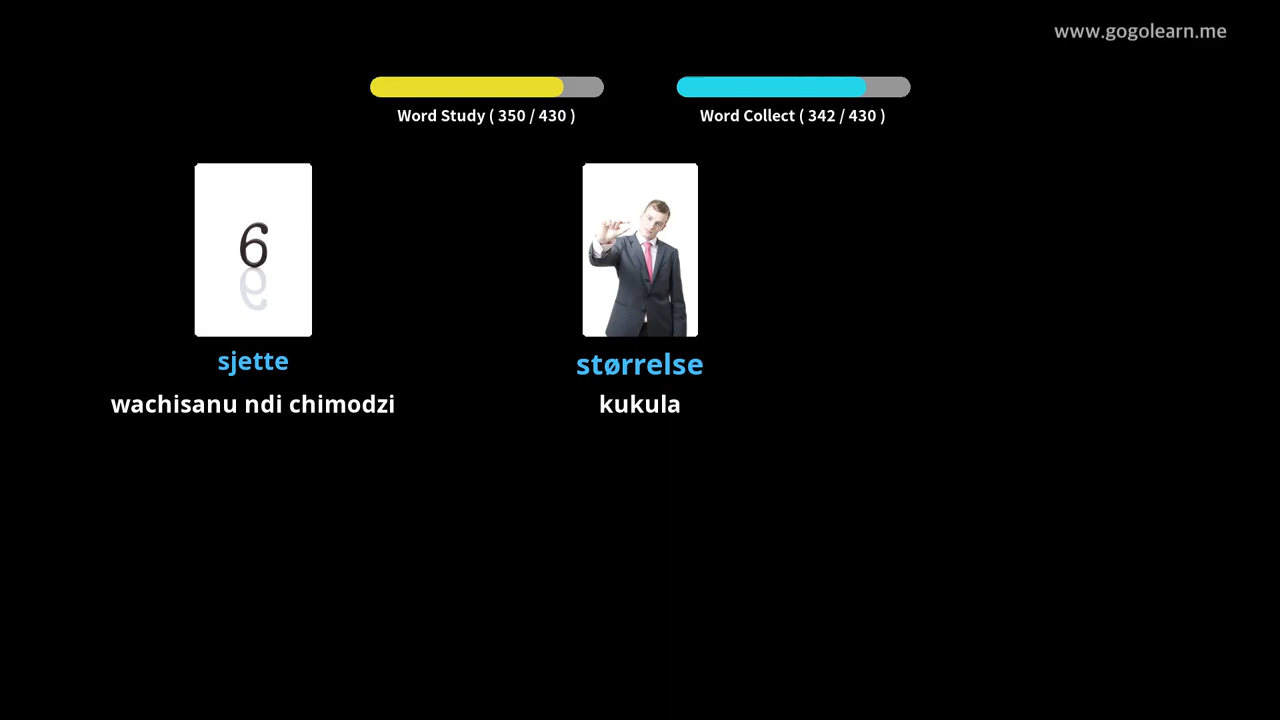 www.gogolearn.me
Word Study ( 350 / 430 )
Word Collect ( 342 / 430 )
6
sjette
wachisanu ndi chimodzi
størrelse
kukula